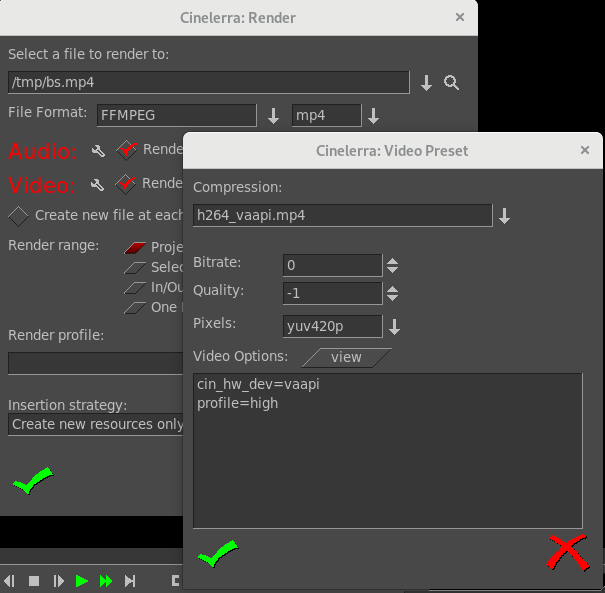 Cinelerra: Render
Select a file to render to:
/tmp/bs.mp4
File Format: FFMPEG mp4
Audio: Rende
Video: Rende
Create new file at each
Render range: Proje
Selec
In/Ou
One
Render profile:
Insertion strategy:
Create new resources only
Cinelerra: Video Preset
Compression:
h264_vaapi.mp4
Bitrate: 0
Quality: -1
Pixels: yuv420p
Video Options: view
cin_hw_dev=vaapi
profile=high